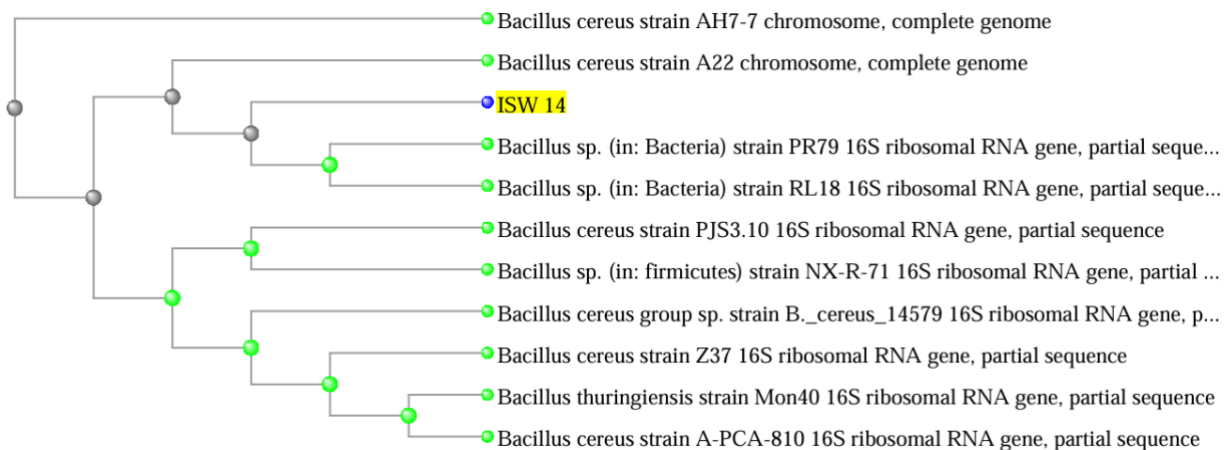 Bacillus cereus strain AH7-7 chromosome, complete genome
Bacillus cereus strain A22 chromosome, complete genome
ISW 14
Bacillus sp. (in: Bacteria) strain PR79 16S ribosomal RNA gene, partial seque...
Bacillus sp. (in: Bacteria) strain RL18 16S ribosomal RNA gene, partial seque...
Bacillus cereus strain PJS3.10 16S ribosomal RNA gene, partial sequence
Bacillus sp. (in: firmicutes) strain NX-R-71 16S ribosomal RNA gene, partial ...
Bacillus cereus group sp. strain B._cereus_14579 16S ribosomal RNA gene, p...
Bacillus cereus strain Z37 16S ribosomal RNA gene, partial sequence
Bacillus thuringiensis strain Mon40 16S ribosomal RNA gene, partial sequence
Bacillus cereus strain A-PCA-810 16S ribosomal RNA gene, partial sequence